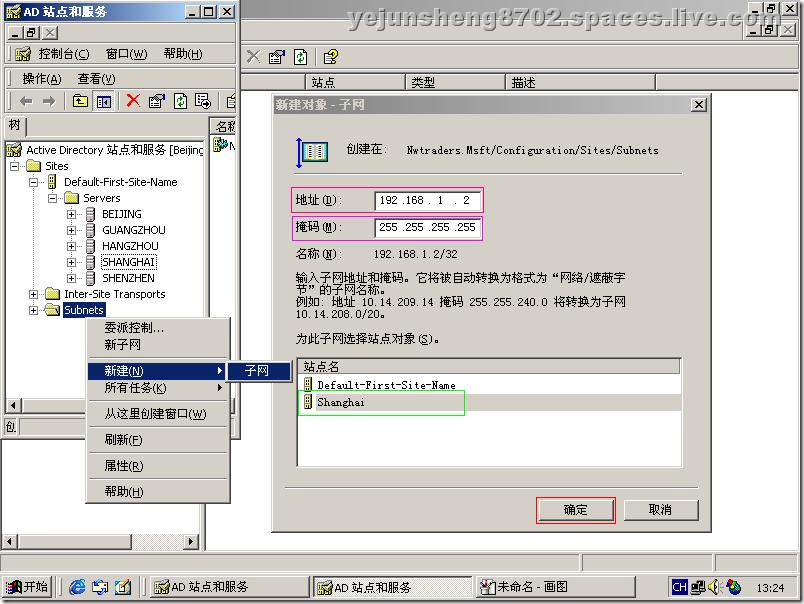 AD 站点和服务
yejunsheng8702.spaces.live.com
控制台(C) 窗口(W) 帮助(H)
操作(A) 查看(V)
站点 类型 描述
树
名称
Active Directory 站点和服务 [Beijing
Sites
Default-First-Site-Name
Servers
BEIJING
GUANGZHOU
HANGZHOU
SHANGHAI
SHENZHEN
Inter-Site Transports
Subnets
委派控制...
新子网
新建(N)
子网
所有任务(K)
从这里创建窗口(W)
刷新(F)
属性(R)
帮助(H)
新建对象 - 子网
创建在: Nwtraders.Msft/Configuration/Sites/Subnets
地址(D): 192 .168 . 1 . 2
掩码(M): 255 .255 .255 .255
名称(N): 192.168.1.2/32
输入子网地址和掩码。它将被自动转换为格式为“网络/遮蔽字
节”的子网名称。
例如: 地址 10.14.209.14 掩码 255.255.240.0 将转换为子网
10.14.208.0/20。
为此子网选择站点对象(S)。
站点名
Default-First-Site-Name
Shanghai
确定 取消
开始
AD 站点和服务
AD 站点和服务
未命名 - 画图
CH
13:24